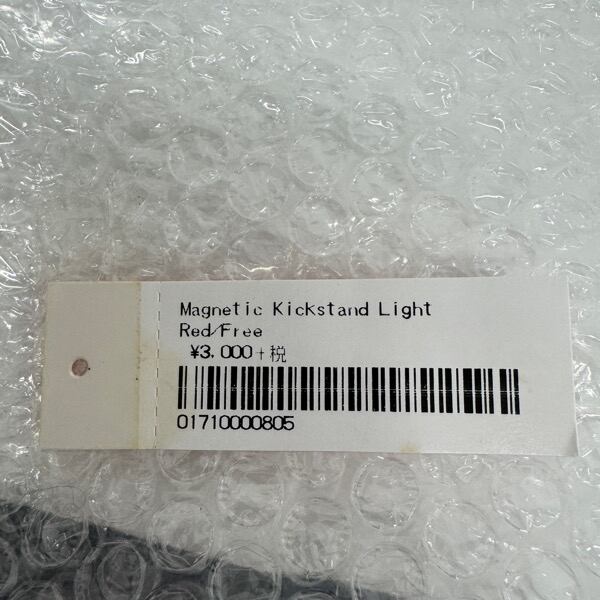 Magnetic Kickstand Light
Red/Free
¥3,000+税
01710000805